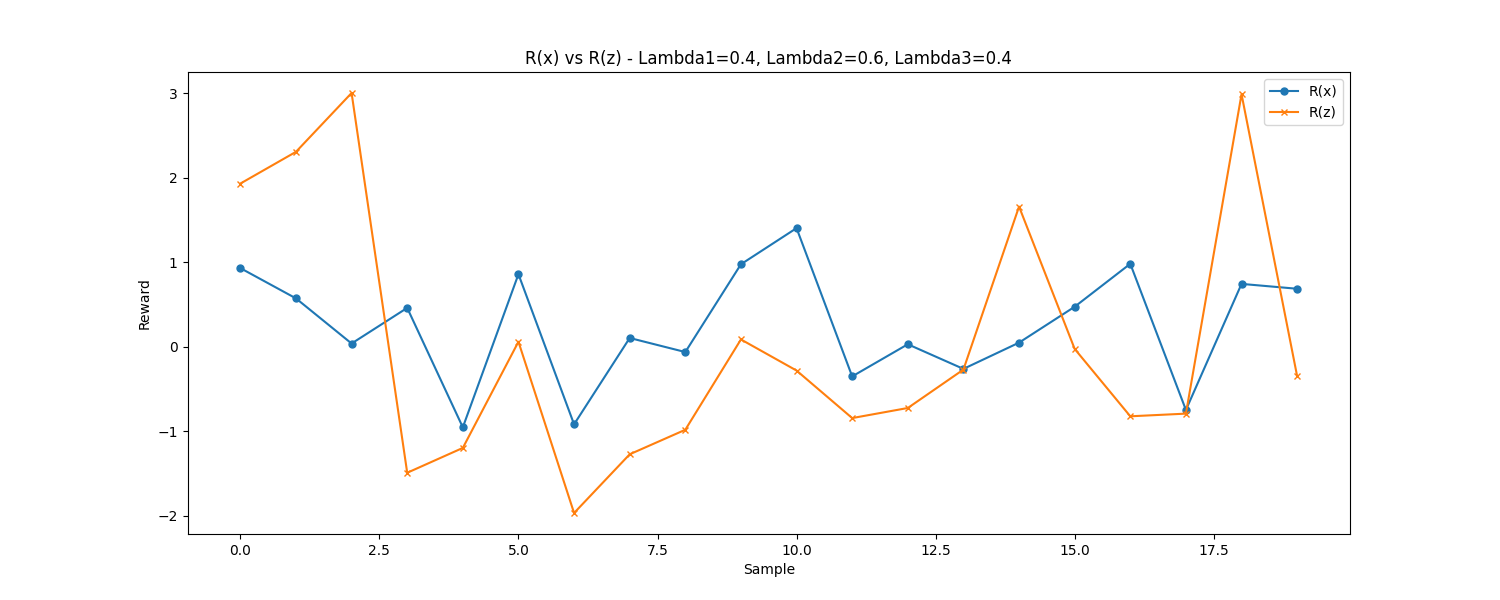 R(x) vs R(z) - Lambda1=0.4, Lambda2=0.6, Lambda3=0.4
R(x)
R(z)
Reward
3
2
1
0
−1
−2
0.0 2.5 5.0 7.5 10.0 12.5 15.0 17.5
Sample